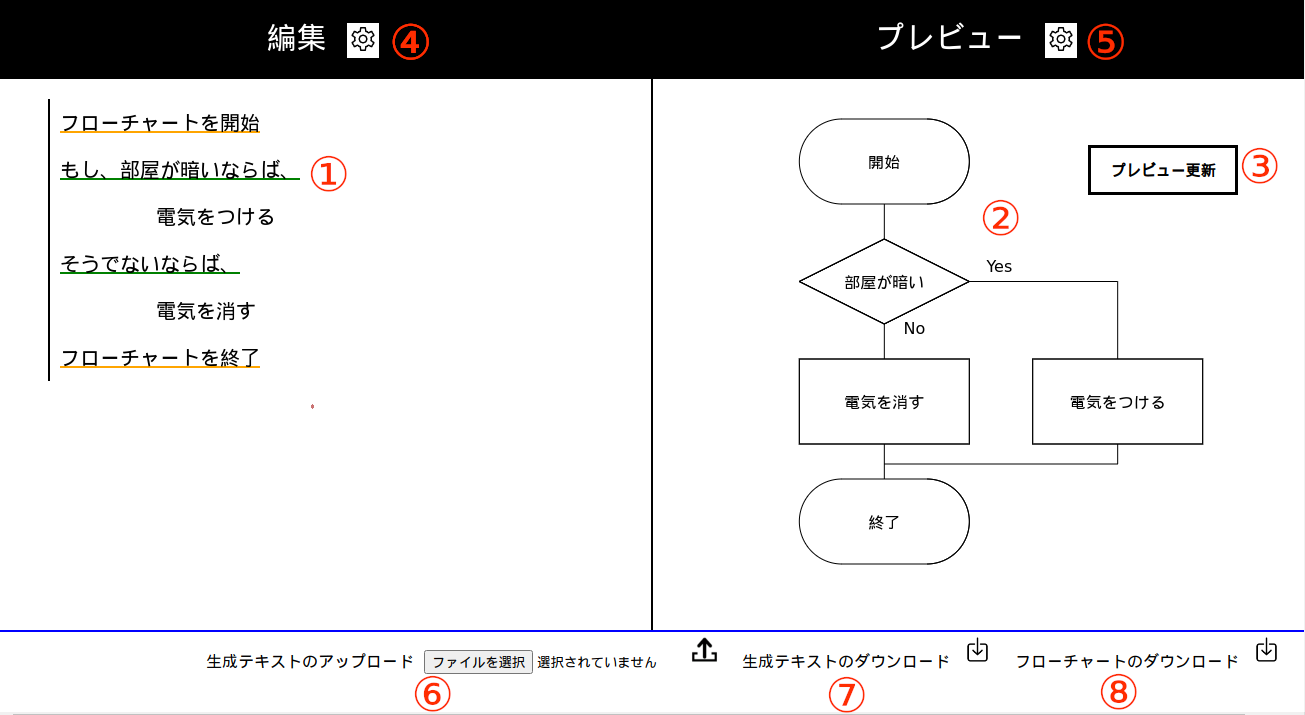 編集 ④
プレビュー ⑤
フローチャートを開始
もし、部屋が暗いならば、 ①
電気をつける
そうでないならば、
電気を消す
フローチャートを終了
開始
プレビュー更新 ③
②
部屋が暗い
Yes
No
電気を消す
電気をつける
終了
生成テキストのアップロード ファイルを選択 選択されていません
⑥
生成テキストのダウンロード
⑦
フローチャートのダウンロード
⑧